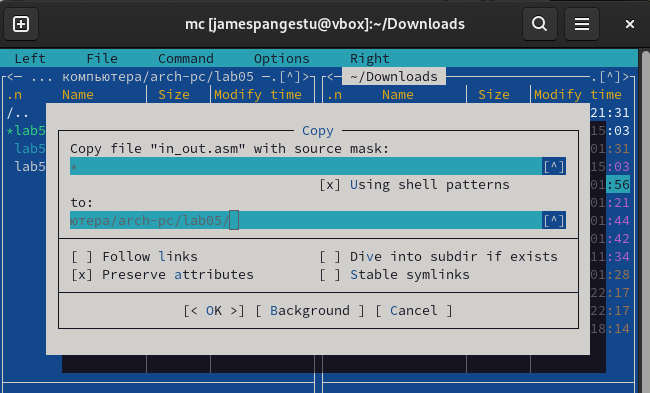 mc [jamespangestu@vbox]:~/Downloads
Left File Command Options Right
<— ... компьютера/arch-pc/lab05 —.[^]> <— ~/Downloads .[^]>
.n Name Size Modify time .n Name Size Modify time
/.. 21:31
Copy
*lab5 15:03
Copy file "in_out.asm" with source mask:
lab5 01:31
* [^]
lab5 15:03
[x] Using shell patterns
01:56
to:
01:21
ютера/arch-pc/lab05/ [^]
01:44
01:42
[ ] Follow links [ ] Dive into subdir if exists
11:34
[x] Preserve attributes [ ] Stable symlinks
01:28
22:17
[< OK >] [ Background ] [ Cancel ]
22:17
18:14